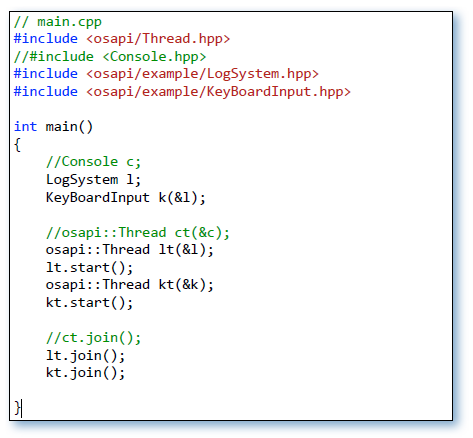 // main.cpp
#include <osapi/Thread.hpp>
//#include <Console.hpp>
#include <osapi/example/LogSystem.hpp>
#include <osapi/example/KeyBoardInput.hpp>

int main()
{
    //Console c;
    LogSystem l;
    KeyBoardInput k(&l);

    //osapi::Thread ct(&c);
    osapi::Thread lt(&l);
    lt.start();
    osapi::Thread kt(&k);
    kt.start();

    //ct.join();
    lt.join();
    kt.join();

}